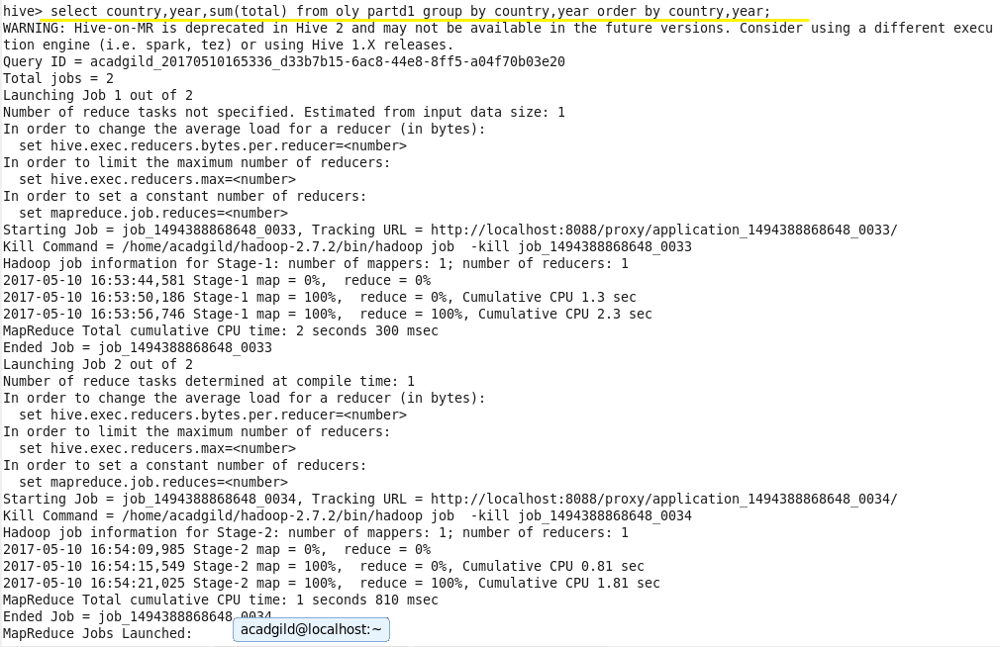 hive> select country,year,sum(total) from oly partd1 group by country,year order by country,year;
WARNING: Hive-on-MR is deprecated in Hive 2 and may not be available in the future versions. Consider using a different execu
tion engine (i.e. spark, tez) or using Hive 1.X releases.
Query ID = acadgild_20170510165336_d33b7b15-6ac8-44e8-8ff5-a04f70b03e20
Total jobs = 2
Launching Job 1 out of 2
Number of reduce tasks not specified. Estimated from input data size: 1
In order to change the average load for a reducer (in bytes):
  set hive.exec.reducers.bytes.per.reducer=<number>
In order to limit the maximum number of reducers:
  set hive.exec.reducers.max=<number>
In order to set a constant number of reducers:
  set mapreduce.job.reduces=<number>
Starting Job = job_1494388868648_0033, Tracking URL = http://localhost:8088/proxy/application_1494388868648_0033/
Kill Command = /home/acadgild/hadoop-2.7.2/bin/hadoop job  -kill job_1494388868648_0033
Hadoop job information for Stage-1: number of mappers: 1; number of reducers: 1
2017-05-10 16:53:44,581 Stage-1 map = 0%,  reduce = 0%
2017-05-10 16:53:50,186 Stage-1 map = 100%,  reduce = 0%, Cumulative CPU 1.3 sec
2017-05-10 16:53:56,746 Stage-1 map = 100%,  reduce = 100%, Cumulative CPU 2.3 sec
MapReduce Total cumulative CPU time: 2 seconds 300 msec
Ended Job = job_1494388868648_0033
Launching Job 2 out of 2
Number of reduce tasks determined at compile time: 1
In order to change the average load for a reducer (in bytes):
  set hive.exec.reducers.bytes.per.reducer=<number>
In order to limit the maximum number of reducers:
  set hive.exec.reducers.max=<number>
In order to set a constant number of reducers:
  set mapreduce.job.reduces=<number>
Starting Job = job_1494388868648_0034, Tracking URL = http://localhost:8088/proxy/application_1494388868648_0034/
Kill Command = /home/acadgild/hadoop-2.7.2/bin/hadoop job  -kill job_1494388868648_0034
Hadoop job information for Stage-2: number of mappers: 1; number of reducers: 1
2017-05-10 16:54:09,985 Stage-2 map = 0%,  reduce = 0%
2017-05-10 16:54:15,549 Stage-2 map = 100%,  reduce = 0%, Cumulative CPU 0.81 sec
2017-05-10 16:54:21,025 Stage-2 map = 100%,  reduce = 100%, Cumulative CPU 1.81 sec
MapReduce Total cumulative CPU time: 1 seconds 810 msec
Ended Job = job_1494388868648_0034
MapReduce Jobs Launched:
acadgild@localhost:~